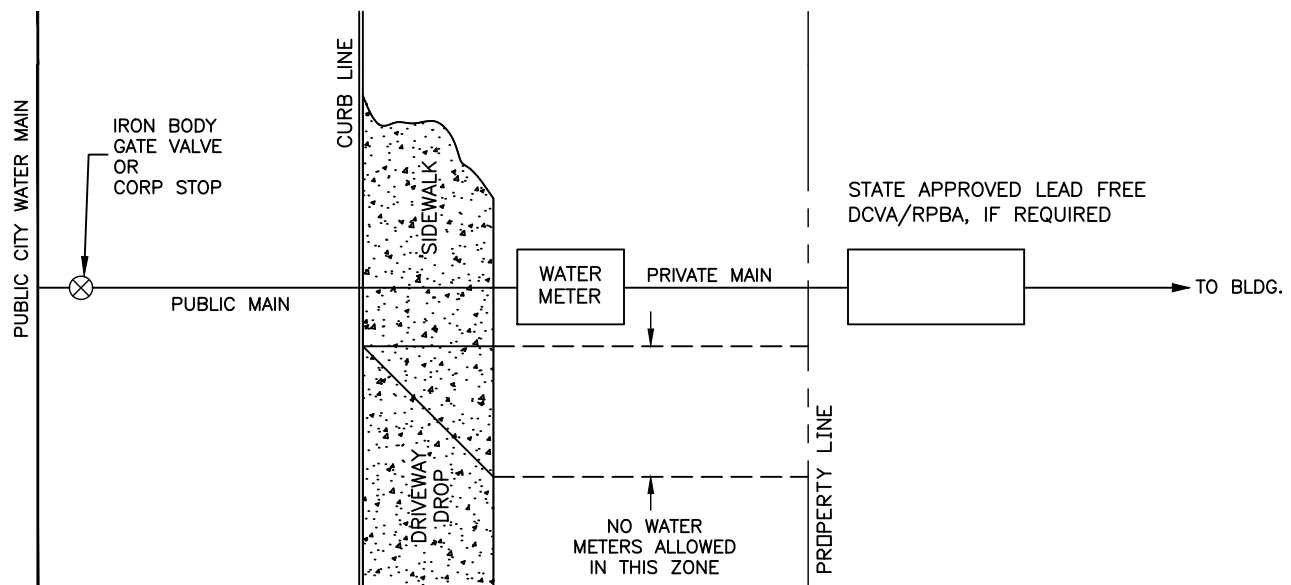 PUBLIC CITY WATER MAIN
IRON BODY
GATE VALVE
OR
CORP STOP
PUBLIC MAIN
CURB LINE
SIDEWALK
DRIVEWAY
DROP
WATER
METER
PRIVATE MAIN
NO WATER
METERS ALLOWED
IN THIS ZONE
PROPERTY LINE
STATE APPROVED LEAD FREE
DCVA/RPBA, IF REQUIRED
TO BLDG.